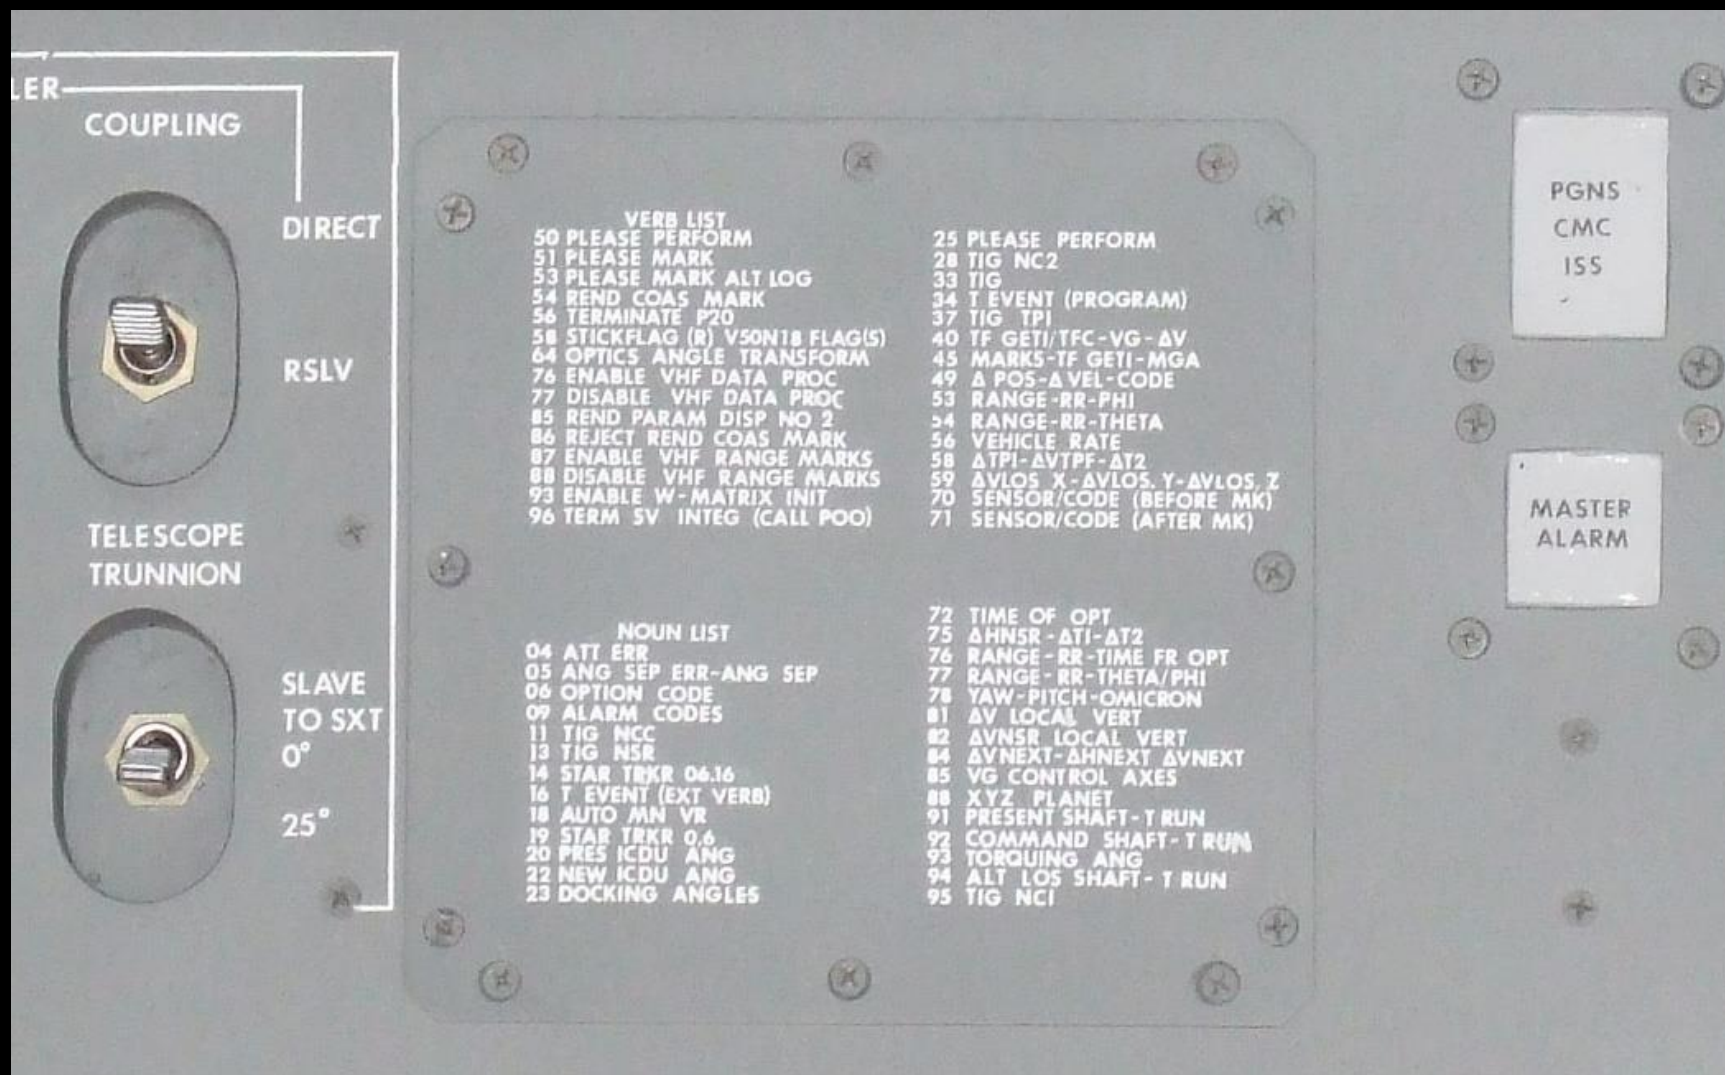 LER
COUPLING
DIRECT
RSLV
TELESCOPE
TRUNNION
SLAVE
TO SXT
0°
25°
VERB LIST
50 PLEASE PERFORM
51 PLEASE MARK
53 PLEASE MARK ALT LOG
54 REND COAS MARK
56 TERMINATE P20
58 STICKFLAG (R) V50N18 FLAG(S)
64 OPTICS ANGLE TRANSFORM
76 ENABLE VHF DATA PROC
77 DISABLE VHF DATA PROC
85 REND PARAM DISP NO 2
86 REJECT REND COAS MARK
87 ENABLE VHF RANGE MARKS
88 DISABLE VHF RANGE MARKS
93 ENABLE W-MATRIX INIT
96 TERM SV INTEG (CALL POO)
NOUN LIST
04 ATT ERR
05 ANG SEP ERR-ANG SEP
06 OPTION CODE
09 ALARM CODES
11 TIG NCC
13 TIG NSR
14 STAR TRKR 06.16
16 T EVENT (EXT VERB)
18 AUTO MN VR
19 STAR TRKR 0,6
20 PRES ICDU ANG
22 NEW ICDU ANG
23 DOCKING ANGLES
25 PLEASE PERFORM
28 TIG NC2
33 TIG
34 T EVENT (PROGRAM)
37 TIG TPI
40 TF GETI/TFC-VG-ΔV
45 MARKS-TF GETI-MGA
49 Δ POS-Δ VEL-CODE
53 RANGE-RR-PHI
54 RANGE-RR-THETA
56 VEHICLE RATE
58 ΔTPI-ΔVTPF-ΔT2
59 ΔVLOS X-ΔVLOS, Y-ΔVLOS, Z
70 SENSOR/CODE (BEFORE MK)
71 SENSOR/CODE (AFTER MK)
72 TIME OF OPT
75 ΔHNSR-ΔT1-ΔT2
76 RANGE-RR-TIME FR OPT
77 RANGE-RR-THETA/PHI
78 YAW-PITCH-OMICRON
81 ΔV LOCAL VERT
82 ΔVNSR LOCAL VERT
84 ΔVNEXT-ΔHNEXT ΔVNEXT
85 VG CONTROL AXES
88 XYZ PLANET
91 PRESENT SHAFT-T RUN
92 COMMAND SHAFT-T RUN
93 TORQUING ANG
94 ALT LOS SHAFT-T RUN
95 TIG NCI
PGNS
CMC
ISS
MASTER
ALARM